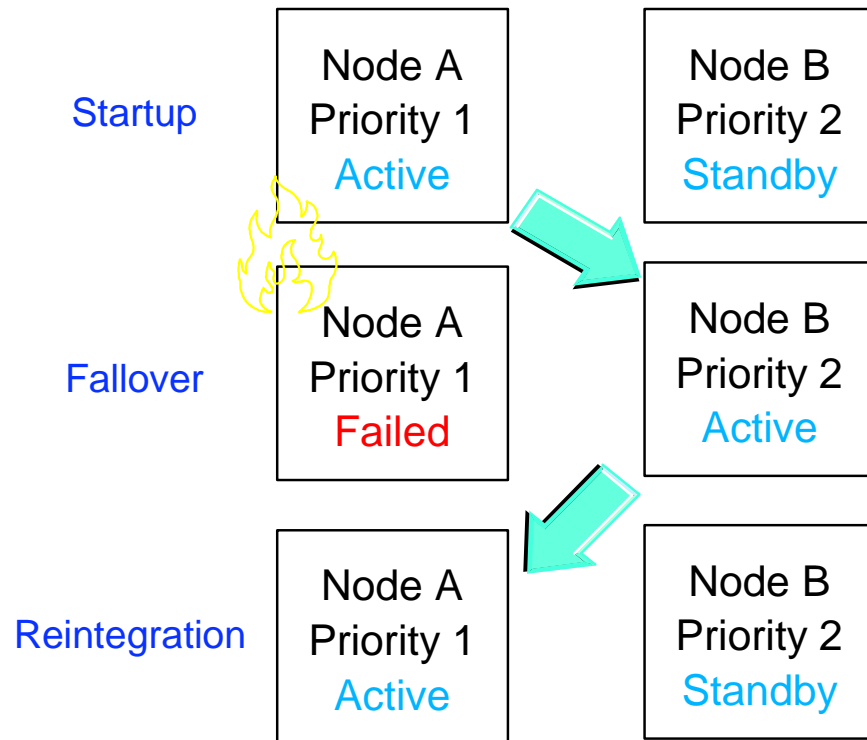 Startup
Node A
Priority 1
Active
Node B
Priority 2
Standby
Fallover
Node A
Priority 1
Failed
Node B
Priority 2
Active
Reintegration
Node A
Priority 1
Active
Node B
Priority 2
Standby